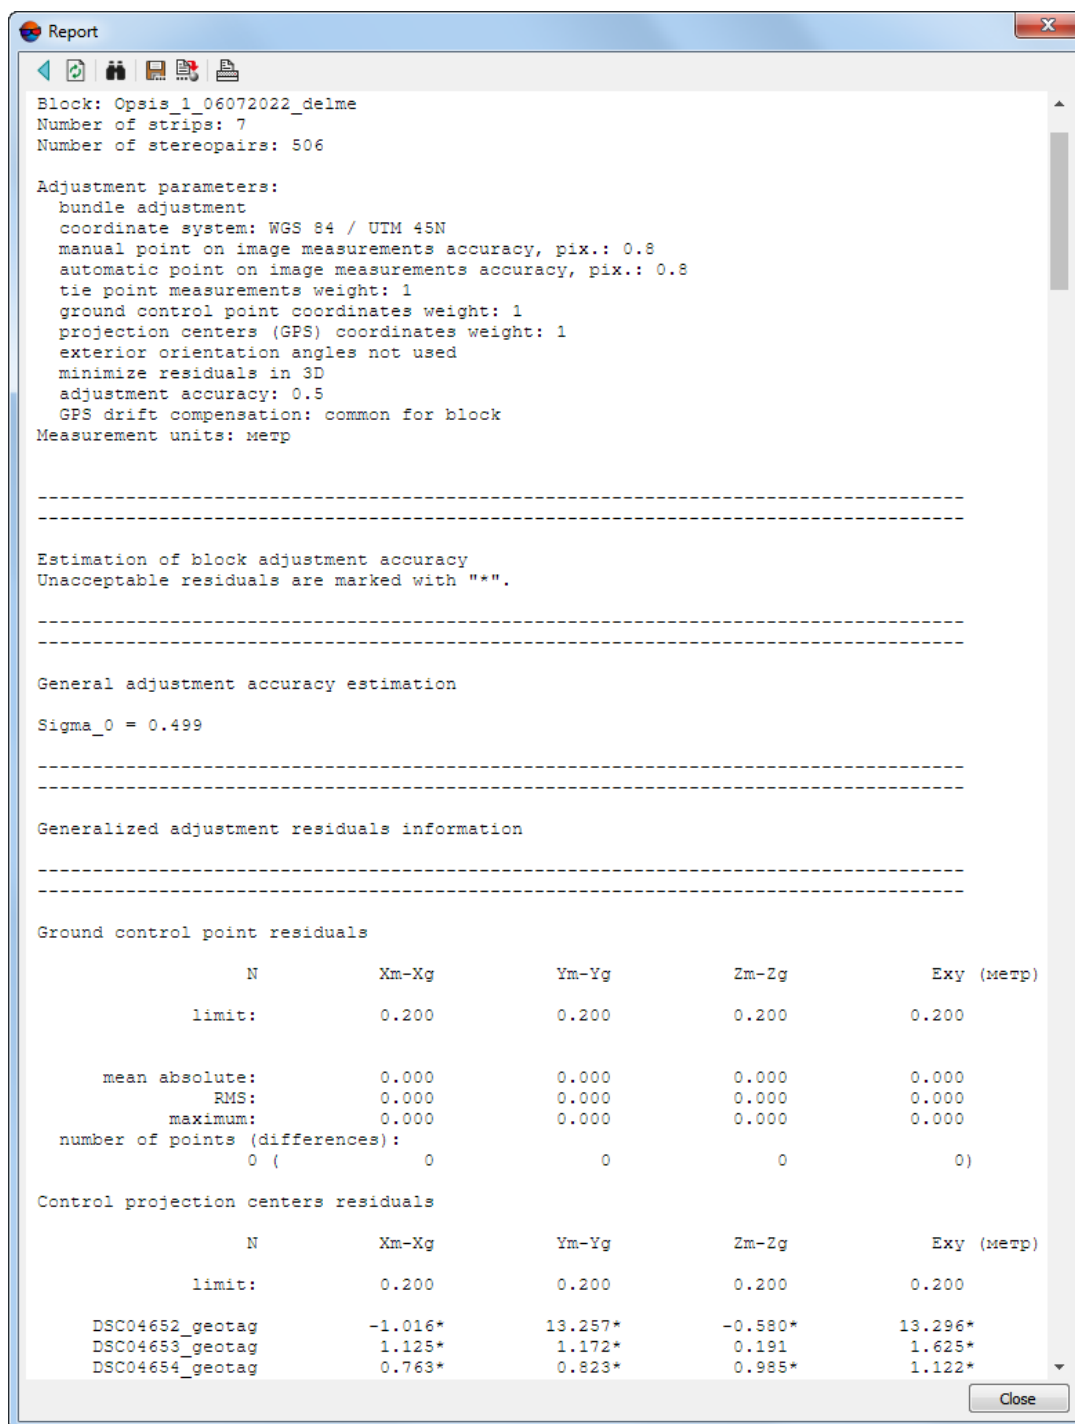 Report
Block: Opsis_1_06072022_delme
Number of strips: 7
Number of stereopairs: 506
Adjustment parameters:
bundle adjustment
coordinate system: WGS 84 / UTM 45N
manual point on image measurements accuracy, pix.: 0.8
automatic point on image measurements accuracy, pix.: 0.8
tie point measurements weight: 1
ground control point coordinates weight: 1
projection centers (GPS) coordinates weight: 1
exterior orientation angles not used
minimize residuals in 3D
adjustment accuracy: 0.5
GPS drift compensation: common for block
Measurement units: метр
--------------------------------------------------------------------------------
--------------------------------------------------------------------------------
Estimation of block adjustment accuracy
Unacceptable residuals are marked with "*".
--------------------------------------------------------------------------------
--------------------------------------------------------------------------------
General adjustment accuracy estimation
Sigma_0 = 0.499
--------------------------------------------------------------------------------
--------------------------------------------------------------------------------
Generalized adjustment residuals information
--------------------------------------------------------------------------------
--------------------------------------------------------------------------------
Ground control point residuals
N Xm-Xg Ym-Yg Zm-Zg Exy (метр)
limit: 0.200 0.200 0.200 0.200
mean absolute: 0.000 0.000 0.000 0.000
RMS: 0.000 0.000 0.000 0.000
maximum: 0.000 0.000 0.000 0.000
number of points (differences):
0 ( 0 0 0 0)
Control projection centers residuals
N Xm-Xg Ym-Yg Zm-Zg Exy (метр)
limit: 0.200 0.200 0.200 0.200
DSC04652_geotag -1.016* 13.257* -0.580* 13.296*
DSC04653_geotag 1.125* 1.172* 0.191 1.625*
DSC04654_geotag 0.763* 0.823* 0.985* 1.122*
Close